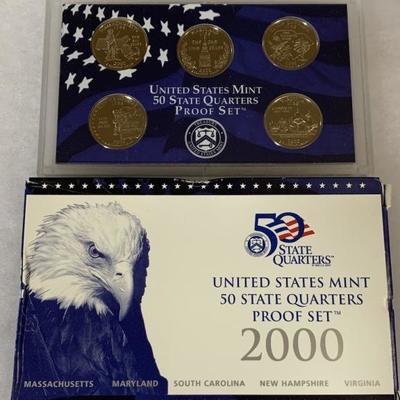 UNITED STATES MINT
50 STATE QUARTERS
PROOF SET™
50
STATE
QUARTERS™
UNITED STATES MINT
50 STATE QUARTERS
PROOF SET™
2000
MASSACHUSETTS MARYLAND SOUTH CAROLINA NEW HAMPSHIRE VIRGINIA